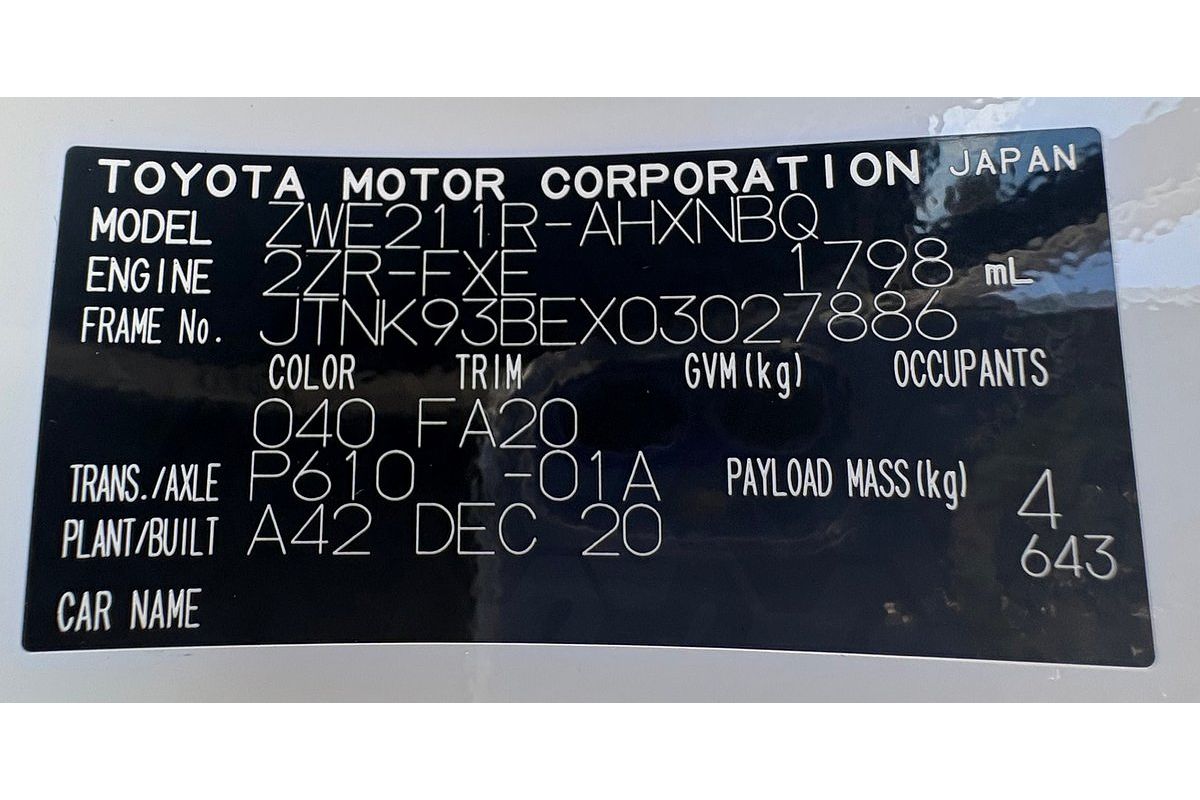 TOYOTA MOTOR CORPORATION JAPAN
MODEL ZWE211R-AHXNBQ
ENGINE 2ZR-FXE 1798 mL
FRAME No. JTNK93BEX03027886
COLOR TRIM GVM(kg) OCCUPANTS
040 FA20
TRANS./AXLE P610 -01A PAYLOAD MASS(kg) 4
PLANT/BUILT A42 DEC 20 643
CAR NAME